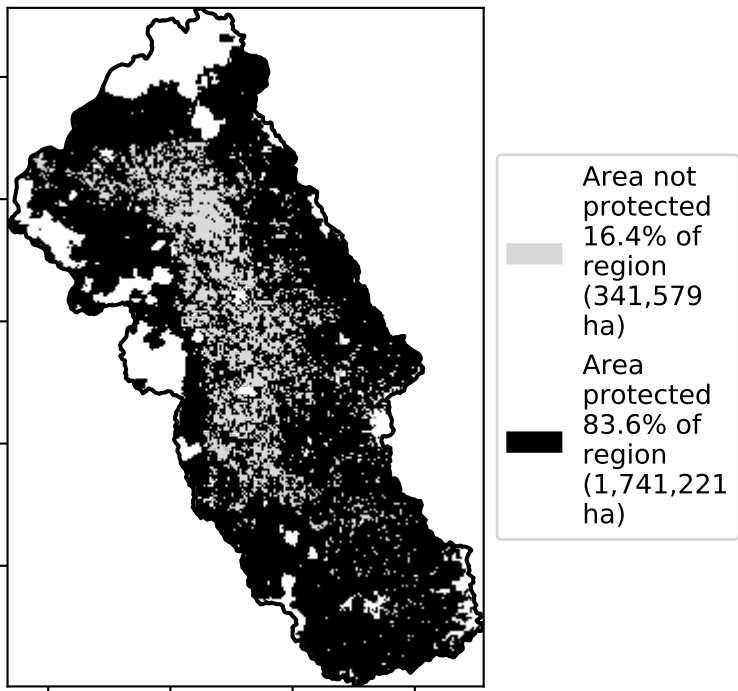 Area not
protected
16.4% of
region
(341,579
ha)
Area
protected
83.6% of
region
(1,741,221
ha)